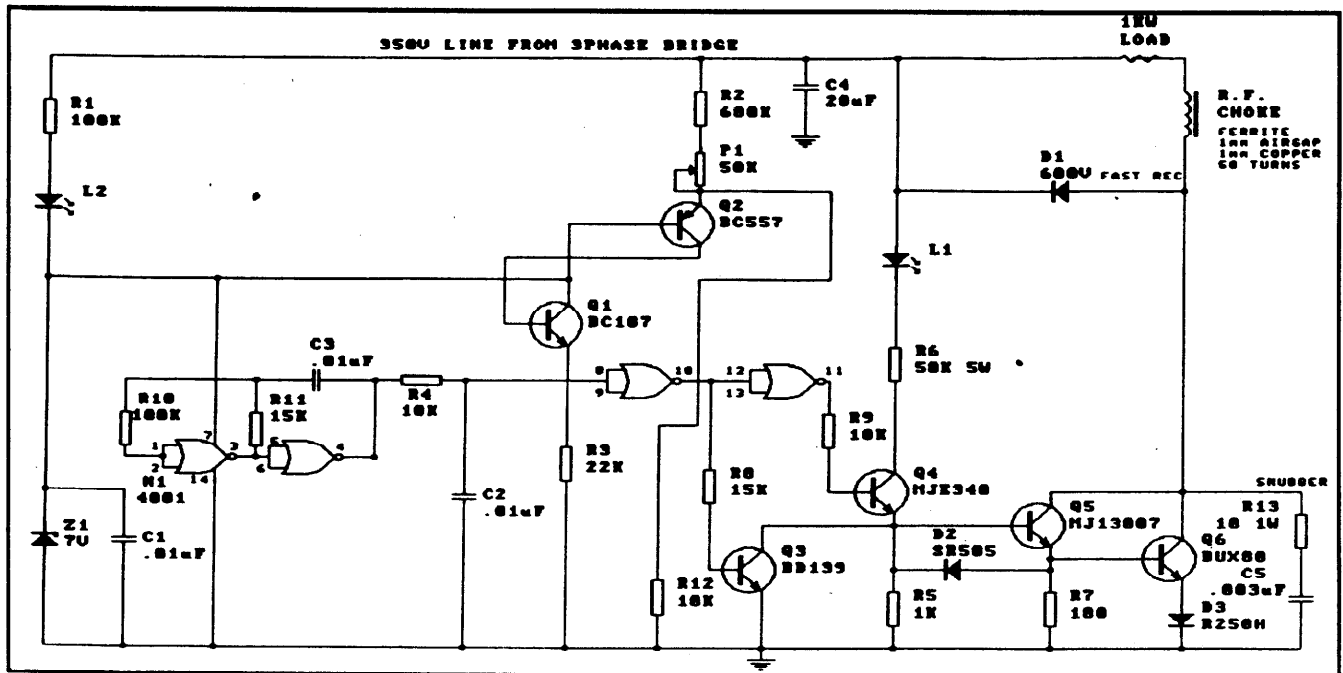 350V LINE FROM 3PHASE BRIDGE
1KW
LOAD
R1
100K
R2
680K
C4
20uF
R.F.
CHOKE
FERRITE
1mm AIRGAP
1mm COPPER
60 TURNS
P1
50K
D1
600V FAST REC
L2
Q2
BC557
L1
Q1
BC107
C3
.01uF
R6
50K 5W
R10
100K
R11
15K
R4
10K
8
9
10
12
13
11
R9
10K
1
2
7
3
5
6
4
14
N1
4001
R3
22K
R8
15K
Q4
MJE340
C2
.01uF
SNUBBER
Q5
MJ13007
R13
10 1W
Z1
7V
C1
.01uF
D2
SR505
Q6
BUX80
Q3
BD139
C5
.003uF
R12
10K
R5
1K
R7
100
D3
R250H